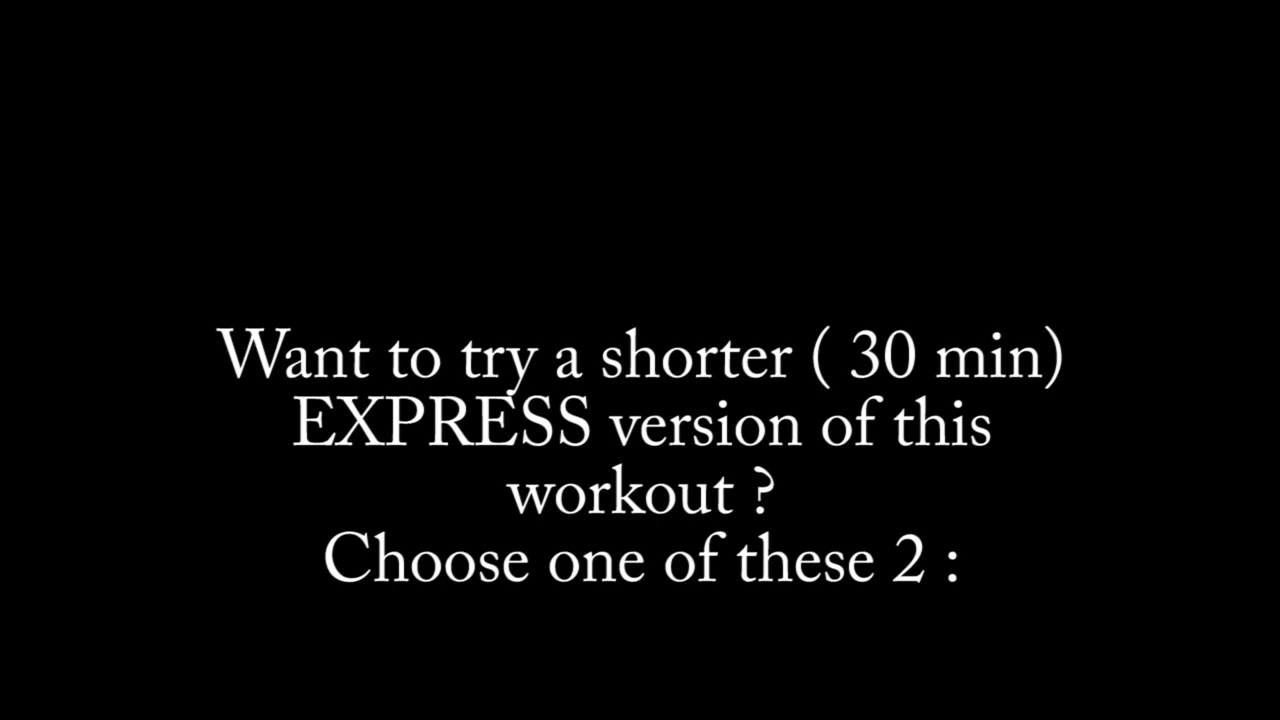 Want to try a shorter ( 30 min)
EXPRESS version of this
workout ?
Choose one of these 2 :